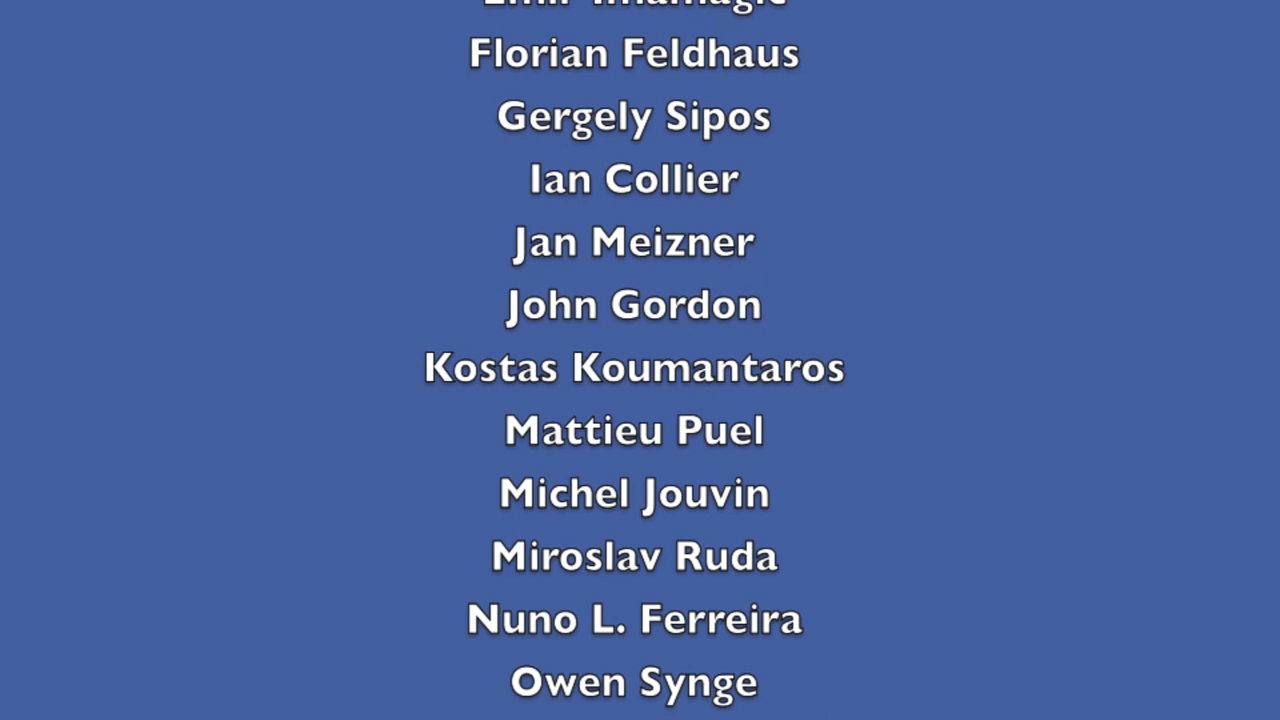 Florian Feldhaus
Gergely Sipos
Ian Collier
Jan Meizner
John Gordon
Kostas Koumantaros
Mattieu Puel
Michel Jouvin
Miroslav Ruda
Nuno L. Ferreira
Owen Synge